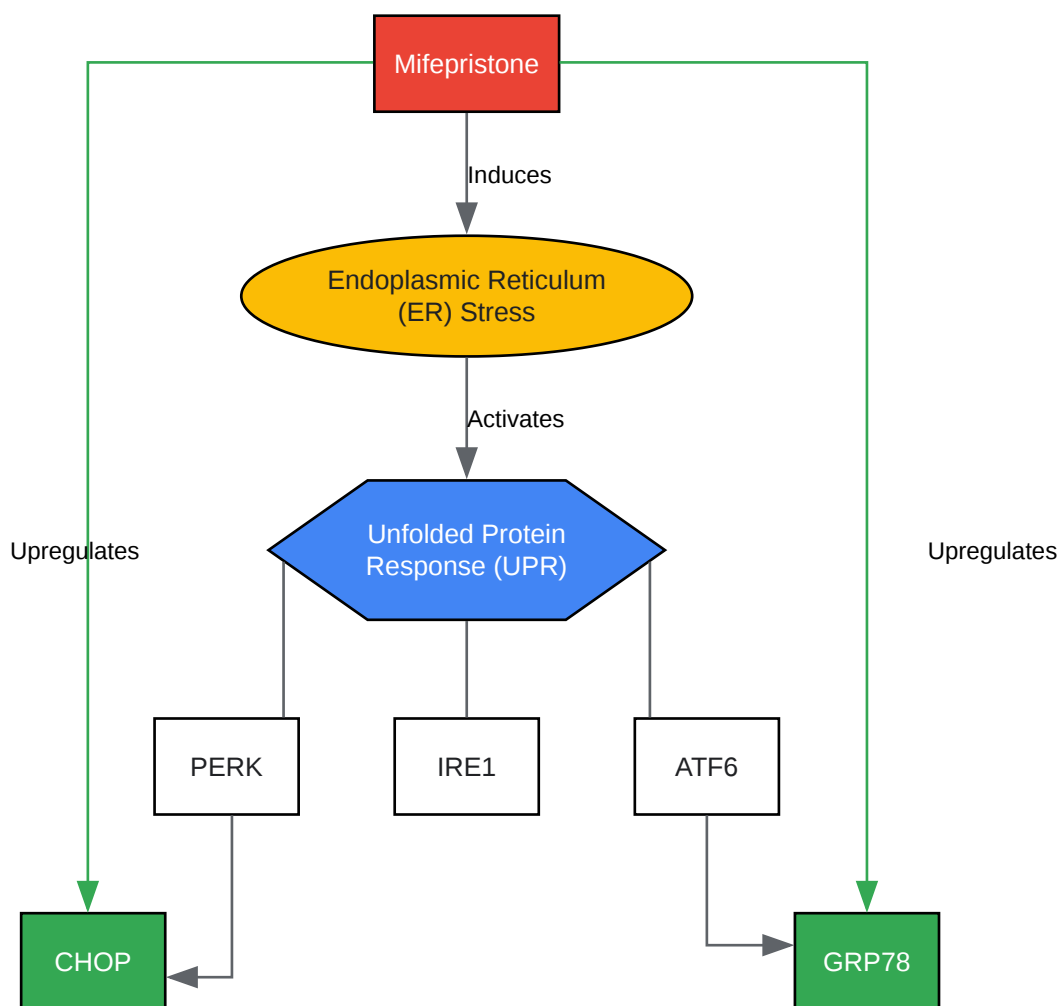 Mifepristone
Induces
Endoplasmic Reticulum
(ER) Stress
Activates
Upregulates
Unfolded Protein
Response (UPR)
Upregulates
PERK
IRE1
ATF6
CHOP
GRP78